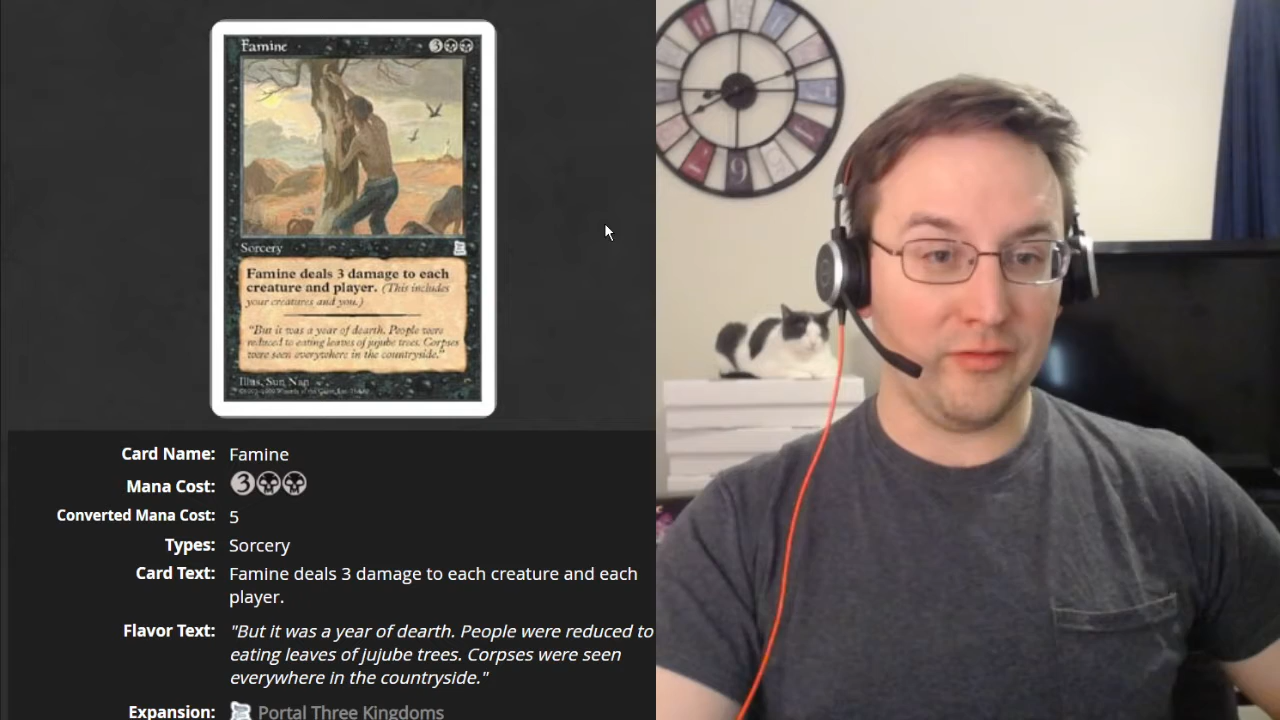 Famine
3
Sorcery
Famine deals 3 damage to each
creature and player. (This includes
your creatures and you.)
"But it was a year of dearth. People were
reduced to eating leaves of jujube trees. Corpses
were seen everywhere in the countryside."
Illus. Sun Nan
Card Name: Famine
Mana Cost: 3
Converted Mana Cost: 5
Types: Sorcery
Card Text: Famine deals 3 damage to each creature and each
player.
Flavor Text: "But it was a year of dearth. People were reduced to
eating leaves of jujube trees. Corpses were seen
everywhere in the countryside."
Expansion: Portal Three Kingdoms
9